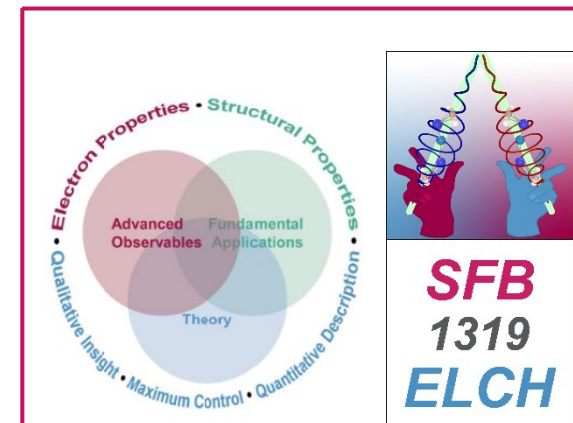 Electron Properties • Structural Properties •
Advanced Observables
Fundamental Applications
Theory
• Qualitative Insight • Maximum Control • Quantitative Description •
SFB
1319
ELCH